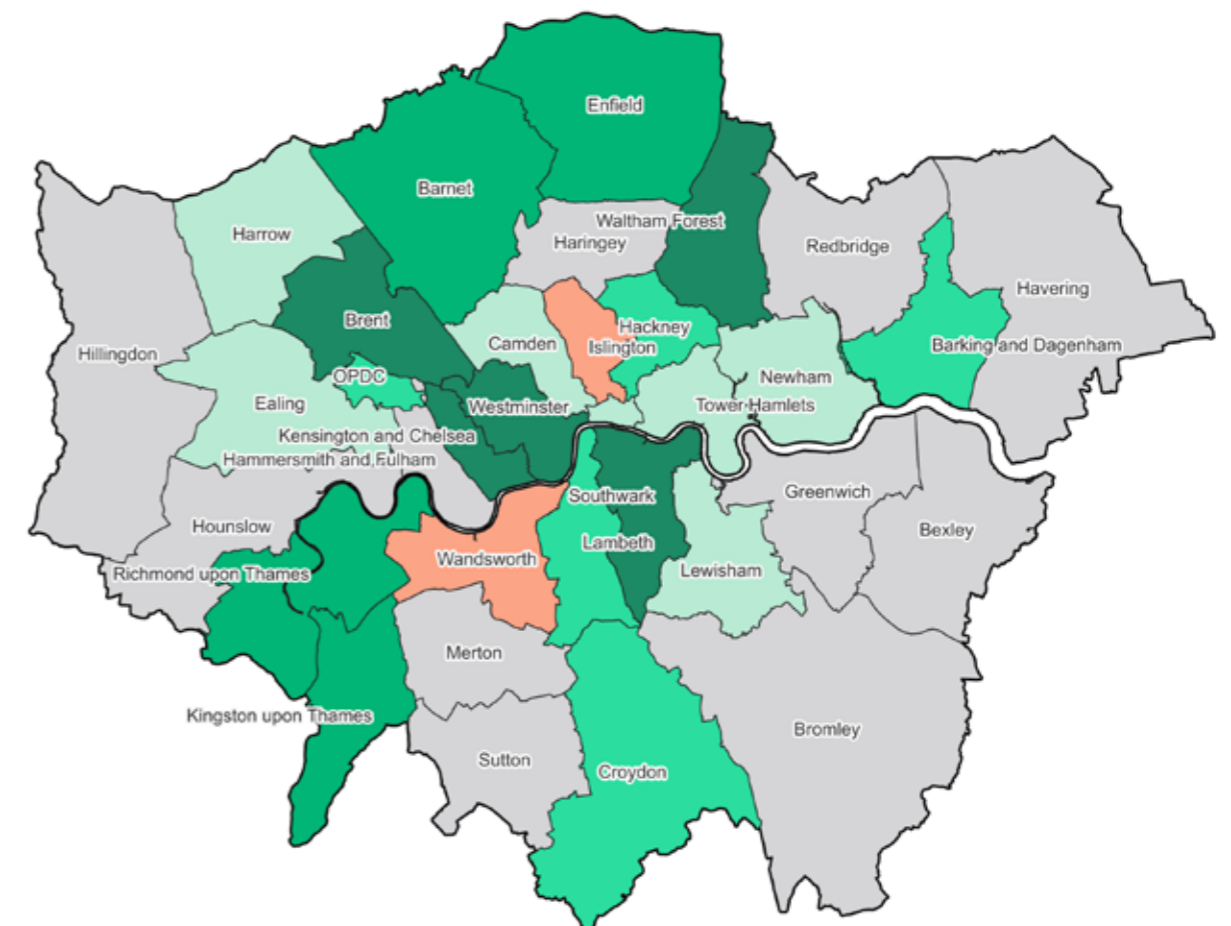 Enfield
Barnet
Waltham Forest
Harrow
Haringey
Redbridge
Havering
Brent
Hackney
Camden
Islington
Barking and Dagenham
Hillingdon
OPDC
Newham
Ealing
Westminster
Tower Hamlets
Kensington and Chelsea
Hammersmith and Fulham
Southwark
Greenwich
Hounslow
Bexley
Lambeth
Wandsworth
Lewisham
Richmond upon Thames
Merton
Kingston upon Thames
Bromley
Sutton
Croydon